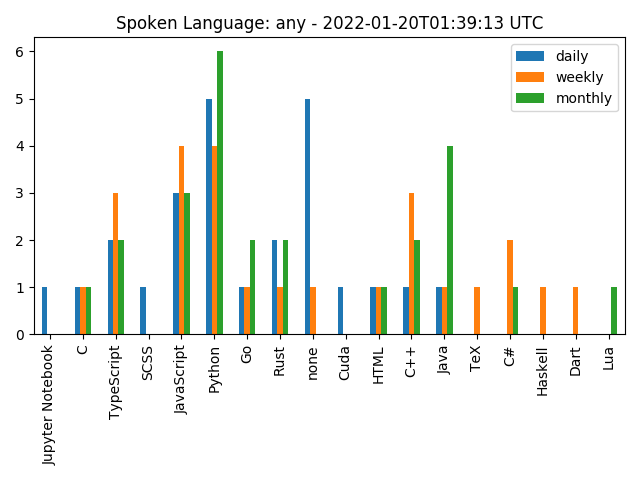 Spoken Language: any - 2022-01-20T01:39:13 UTC
daily
weekly
monthly
6
5
4
3
2
1
0
Jupyter Notebook
C
TypeScript
SCSS
JavaScript
Python
Go
Rust
none
Cuda
HTML
C++
Java
TeX
C#
Haskell
Dart
Lua